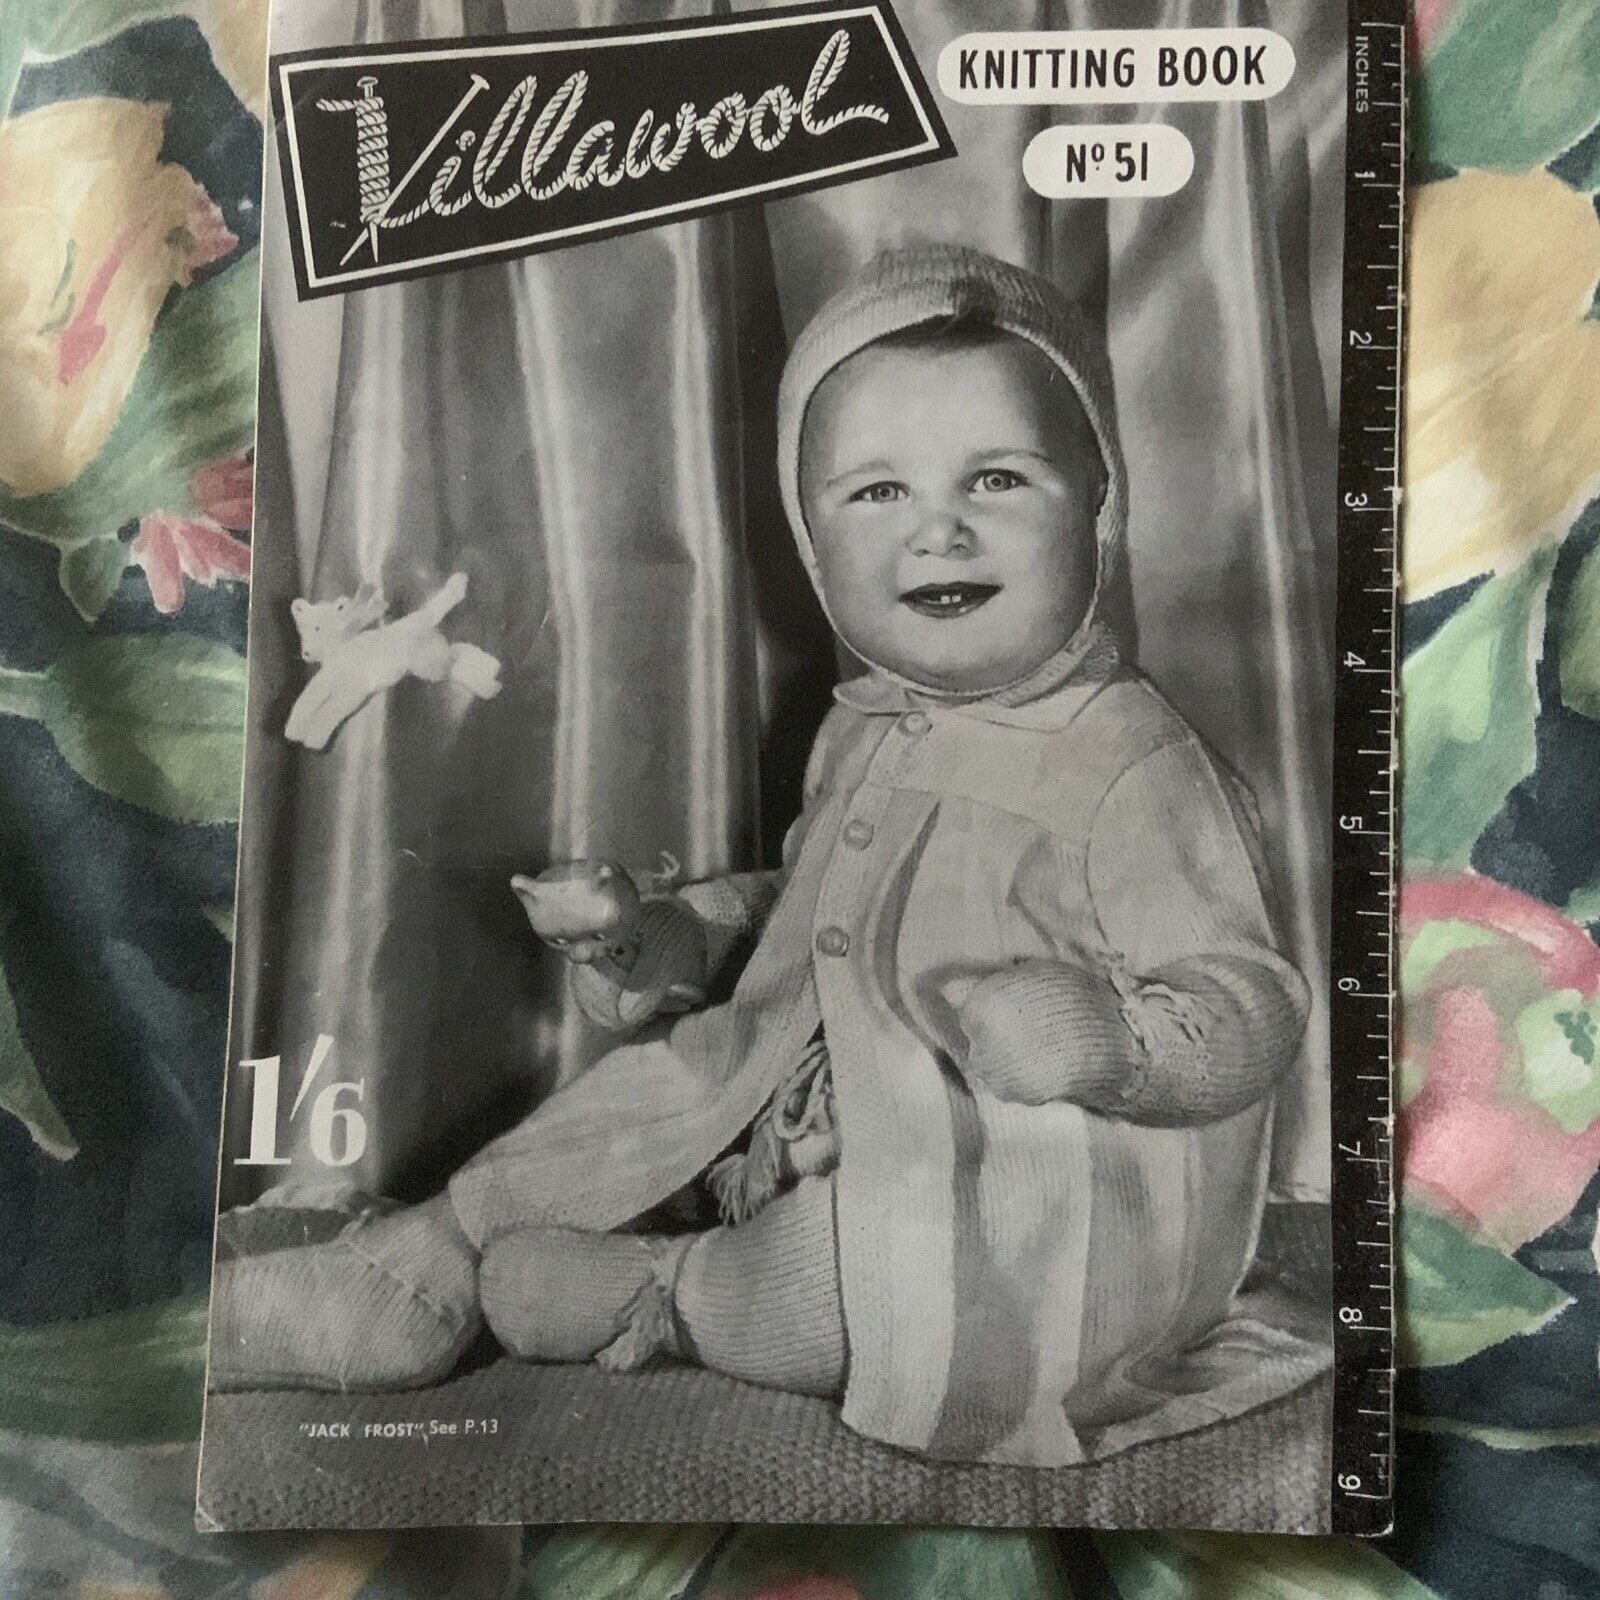 Villawool
KNITTING BOOK
Nº 51
INCHES
1
2
3
4
5
6
7
8
9
1/6
"JACK FROST" See P.13